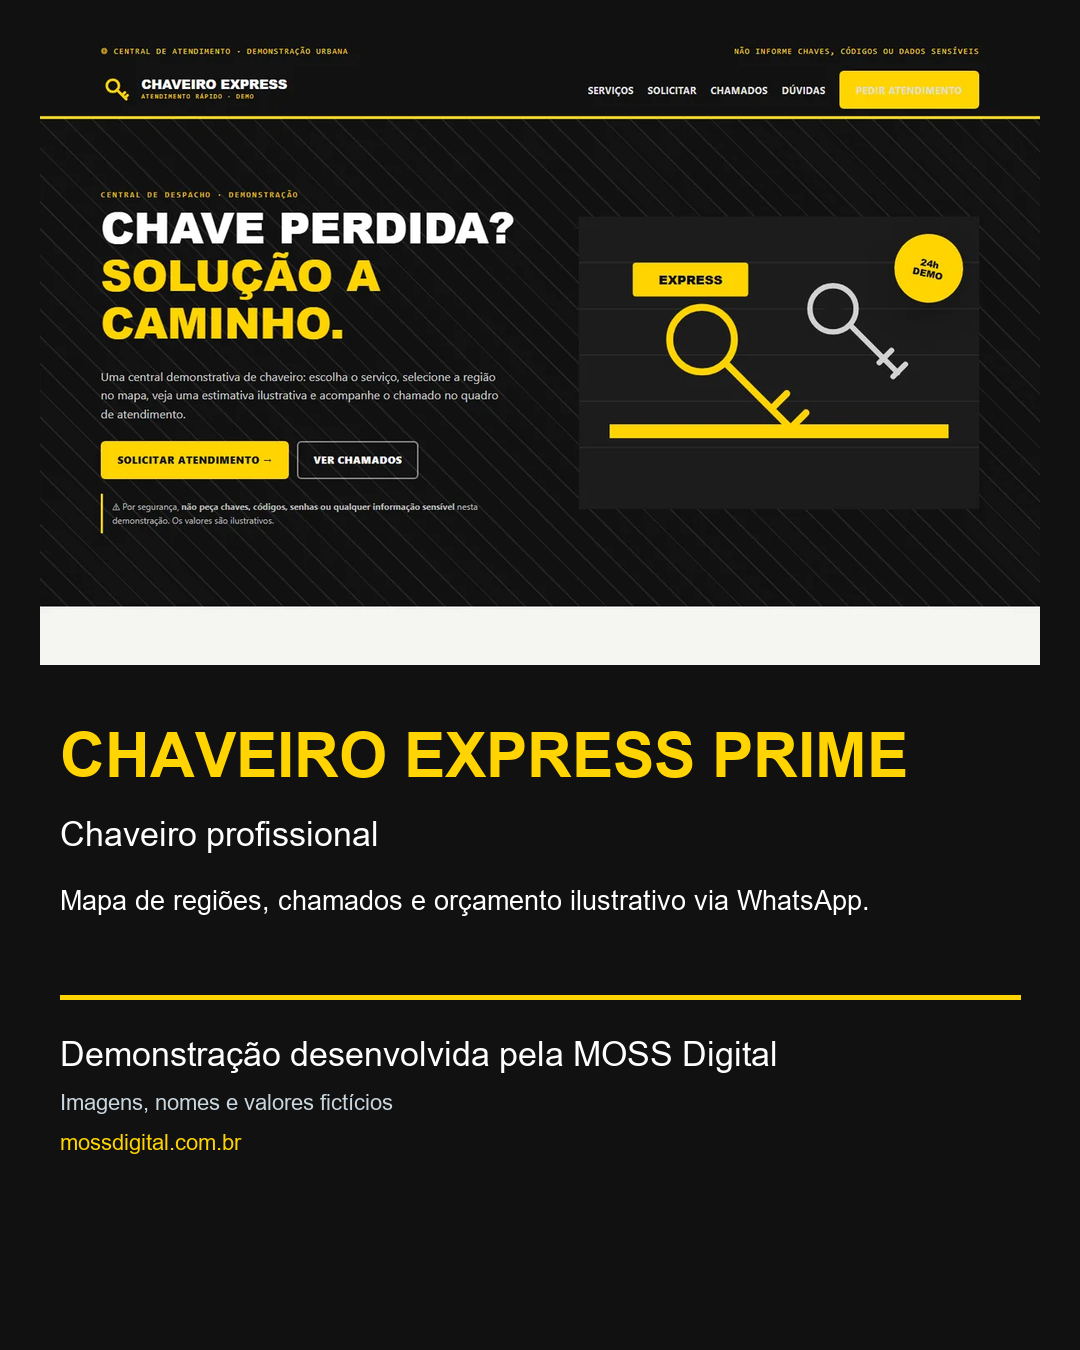 CENTRAL DE ATENDIMENTO · DEMONSTRAÇÃO URBANA
NÃO INFORME CHAVES, CÓDIGOS OU DADOS SENSÍVEIS
CHAVEIRO EXPRESS
ATENDIMENTO RÁPIDO · DEMO
SERVIÇOS SOLICITAR CHAMADOS DÚVIDAS PEDIR ATENDIMENTO
CENTRAL DE DESPACHO · DEMONSTRAÇÃO
CHAVE PERDIDA?
SOLUÇÃO A
CAMINHO.
Uma central demonstrativa de chaveiro: escolha o serviço, selecione a região
no mapa, veja uma estimativa ilustrativa e acompanhe o chamado no quadro
de atendimento.
SOLICITAR ATENDIMENTO →
VER CHAMADOS
⚠ Por segurança, não peça chaves, códigos, senhas ou qualquer informação sensível nesta
demonstração. Os valores são ilustrativos.
EXPRESS
24h
DEMO
CHAVEIRO EXPRESS PRIME
Chaveiro profissional
Mapa de regiões, chamados e orçamento ilustrativo via WhatsApp.
Demonstração desenvolvida pela MOSS Digital
Imagens, nomes e valores fictícios
mossdigital.com.br